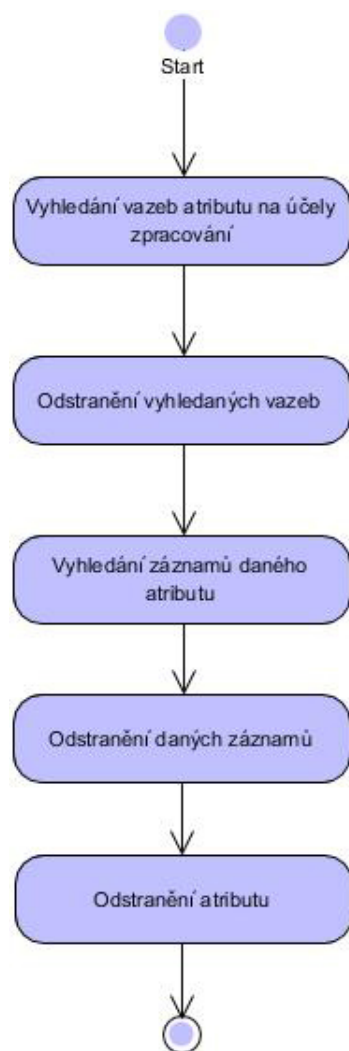 Start
Vyhledání vazeb atributu na účely
zpracování
Odstranění vyhledaných vazeb
Vyhledání záznamů daného
atributu
Odstranění daných záznamů
Odstranění atributu